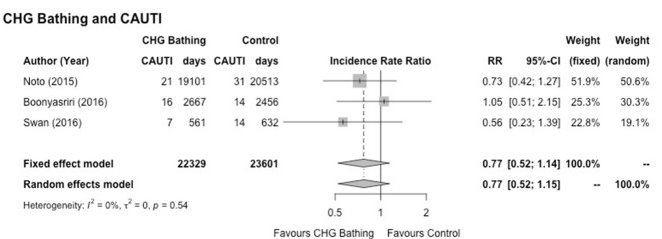 CHG Bathing and CAUTI
CHG Bathing Control Weight Weight
Author (Year) CAUTI days CAUTI days Incidence Rate Ratio RR 95%-CI (fixed) (random)
Noto (2015) 21 19101 31 20513 0.73 [0.42; 1.27] 51.9% 50.6%
Boonyasriri (2016) 16 2667 14 2456 1.05 [0.51; 2.15] 25.3% 30.3%
Swan (2016) 7 561 14 632 0.56 [0.23; 1.39] 22.8% 19.1%
Fixed effect model 22329 23601 0.77 [0.52; 1.14] 100.0% --
Random effects model 0.77 [0.52; 1.15] -- 100.0%
Heterogeneity: I² = 0%, τ² = 0, p = 0.54
0.5 1 2
Favours CHG Bathing Favours Control